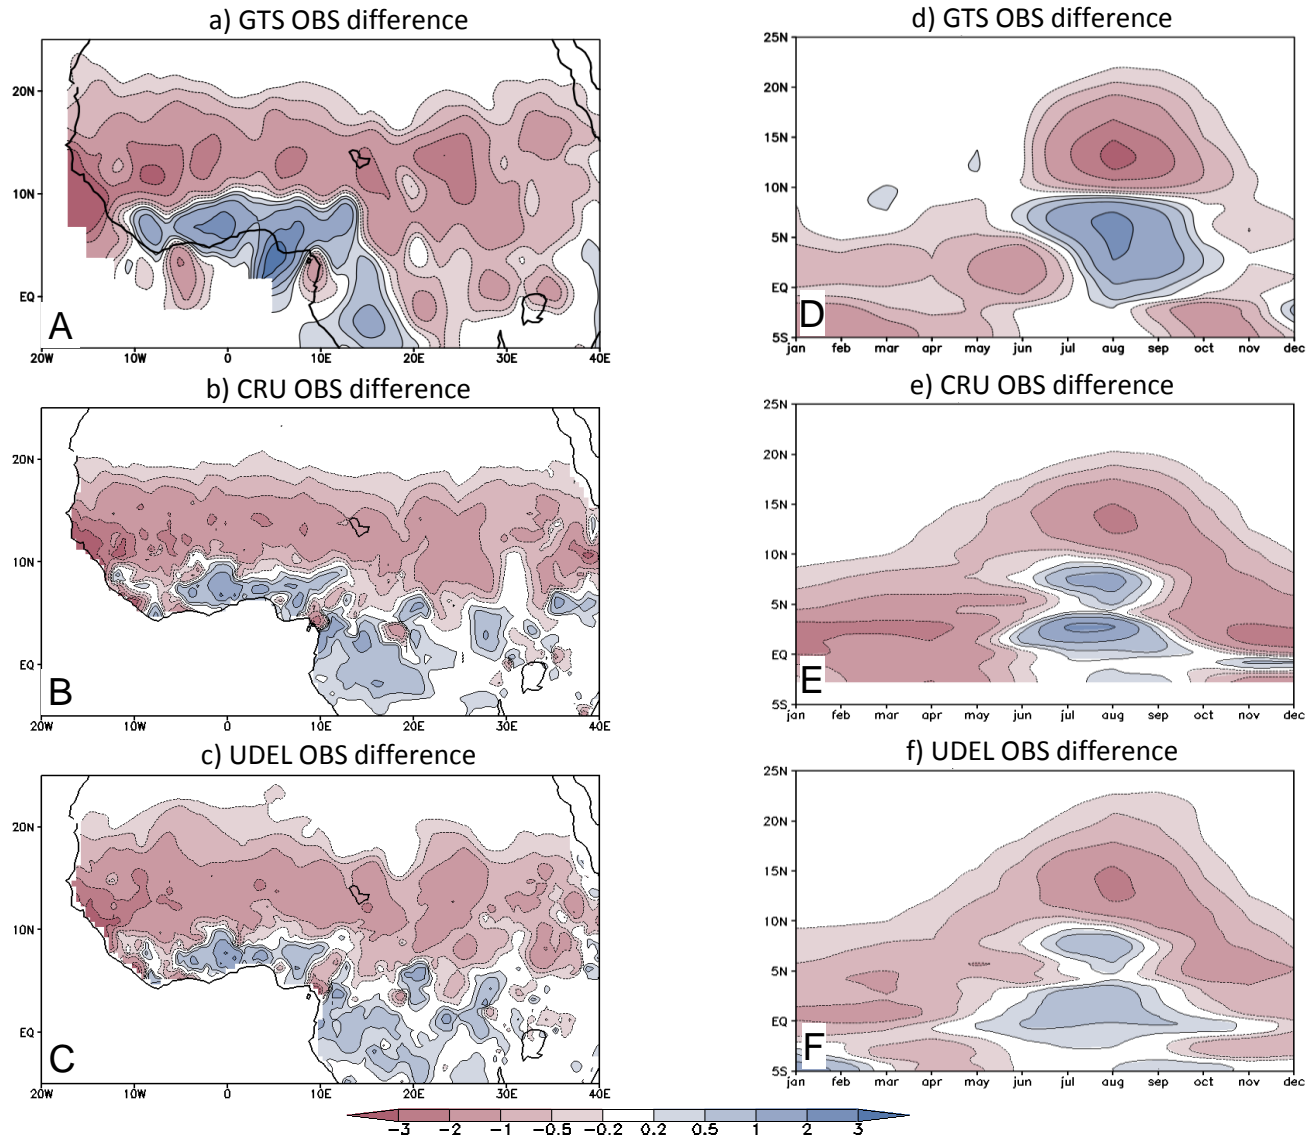 a) GTS OBS difference
20N
10N
EQ
A
20W 10W 0 10E 20E 30E 40E
d) GTS OBS difference
25N
20N
15N
10N
5N
EQ
5S
D
jan feb mar apr may jun jul aug sep oct nov dec
b) CRU OBS difference
20N
10N
EQ
B
20W 10W 0 10E 20E 30E 40E
e) CRU OBS difference
25N
20N
15N
10N
5N
EQ
5S
E
jan feb mar apr may jun jul aug sep oct nov dec
c) UDEL OBS difference
20N
10N
EQ
C
20W 10W 0 10E 20E 30E 40E
f) UDEL OBS difference
25N
20N
15N
10N
5N
EQ
5S
F
jan feb mar apr may jun jul aug sep oct nov dec
-3 -2 -1 -0.5 -0.2 0.2 0.5 1 2 3